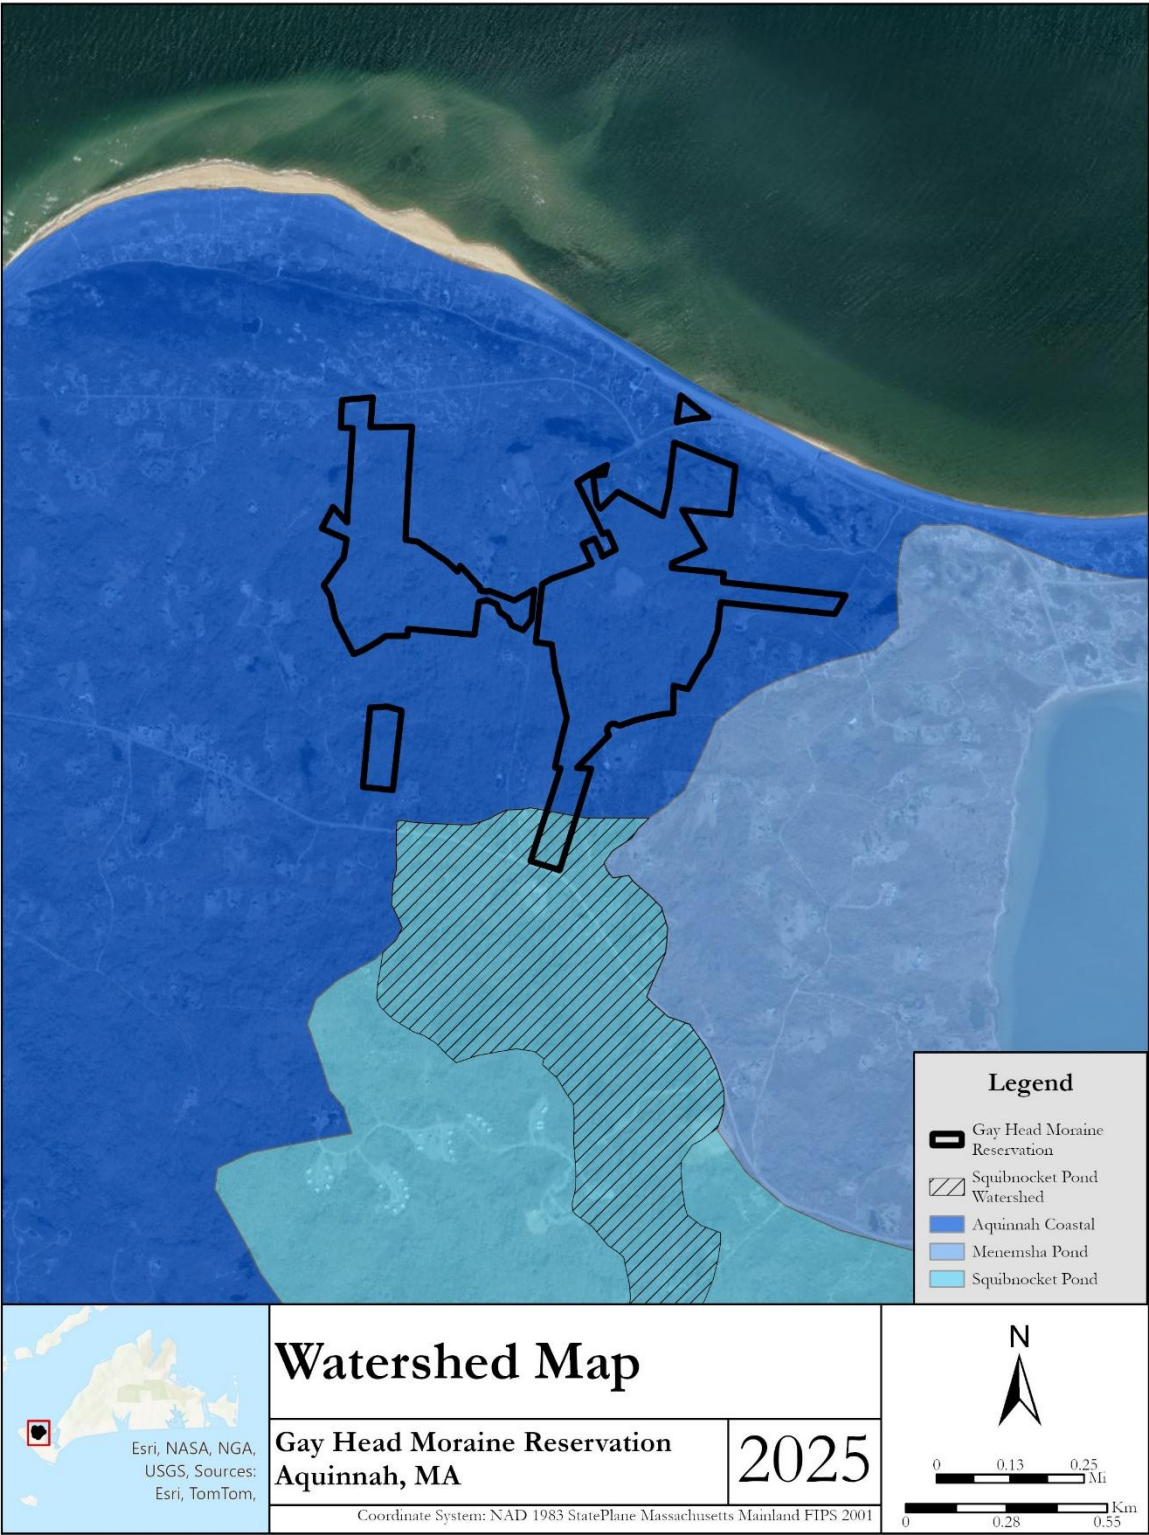 Legend
Gay Head Moraine
Reservation
Squibnocket Pond
Watershed
Aquinnah Coastal
Menemsha Pond
Squibnocket Pond
Esri, NASA, NGA,
USGS, Sources:
Esri, TomTom,
Watershed Map
Gay Head Moraine Reservation
Aquinnah, MA
2025
Coordinate System: NAD 1983 StatePlane Massachusetts Mainland FIPS 2001
N
0 0.13 0.25
Mi
Km
0 0.28 0.55